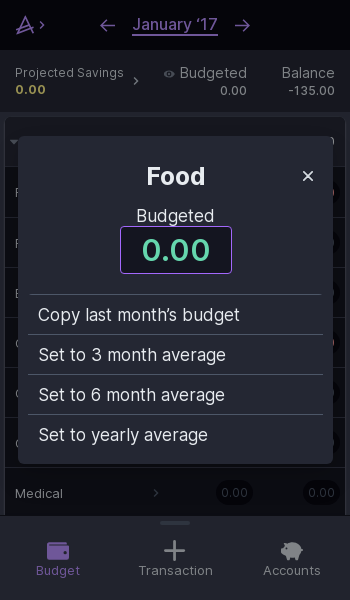 January ‘17
Projected Savings
Budgeted
Balance
0.00
0.00
-135.00
Food
Budgeted
0.00
Copy last month’s budget
Set to 3 month average
Set to 6 month average
Set to yearly average
Medical
0.00
0.00
Budget
Transaction
Accounts